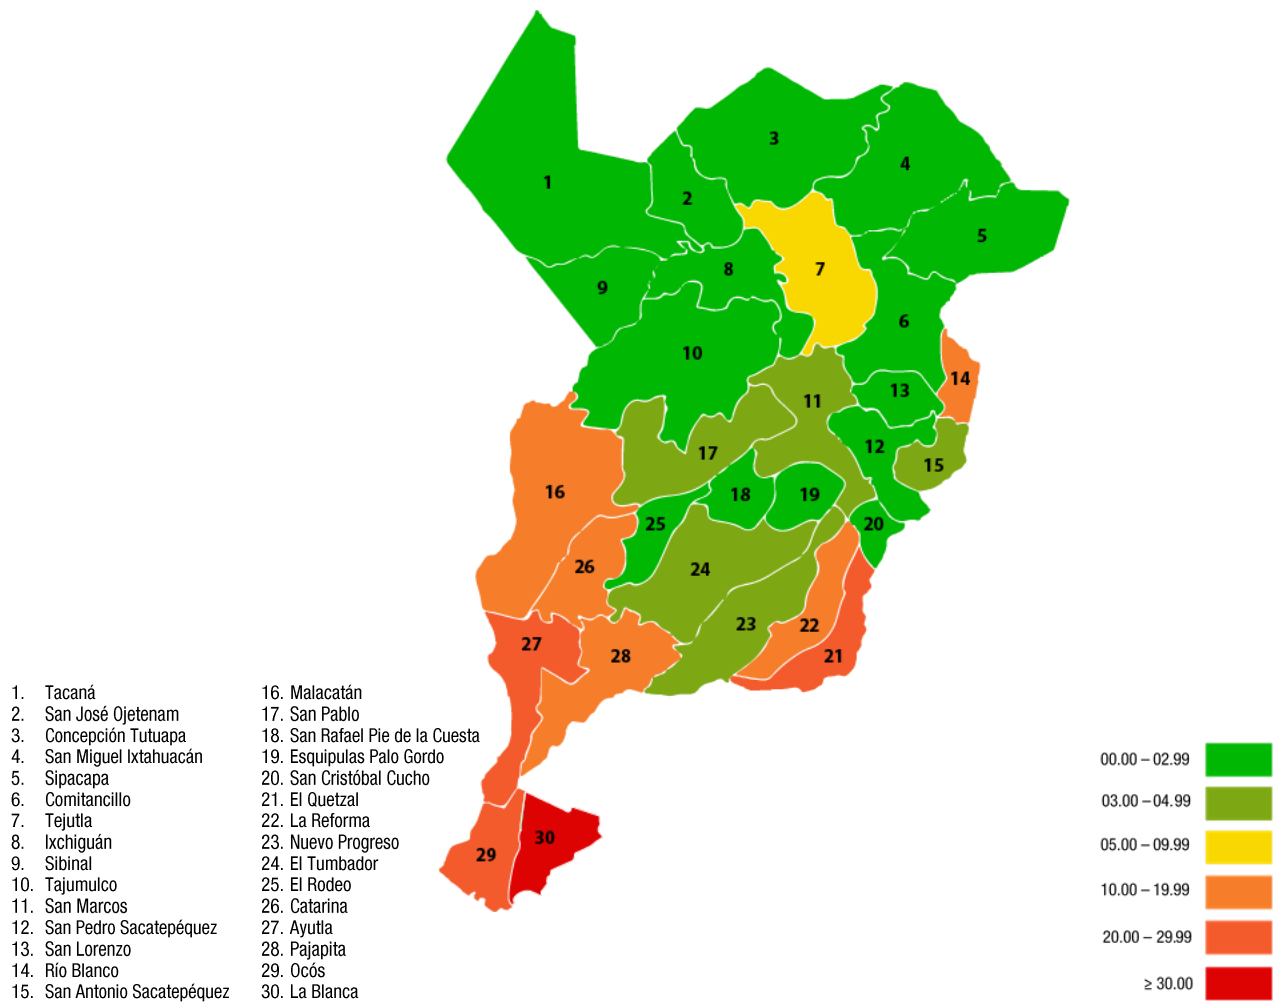 1
2
3
4
5
6
7
8
9
10
11
12
13
14
15
16
17
18
19
20
21
22
23
24
25
26
27
28
29
30
1. Tacaná
2. San José Ojetenam
3. Concepción Tutuapa
4. San Miguel Ixtahuacán
5. Sipacapa
6. Comitancillo
7. Tejutla
8. Ixchiguán
9. Sibinal
10. Tajumulco
11. San Marcos
12. San Pedro Sacatepéquez
13. San Lorenzo
14. Río Blanco
15. San Antonio Sacatepéquez
16. Malacatán
17. San Pablo
18. San Rafael Pie de la Cuesta
19. Esquipulas Palo Gordo
20. San Cristóbal Cucho
21. El Quetzal
22. La Reforma
23. Nuevo Progreso
24. El Tumbador
25. El Rodeo
26. Catarina
27. Ayutla
28. Pajapita
29. Ocós
30. La Blanca
00.00 – 02.99
03.00 – 04.99
05.00 – 09.99
10.00 – 19.99
20.00 – 29.99
≥ 30.00